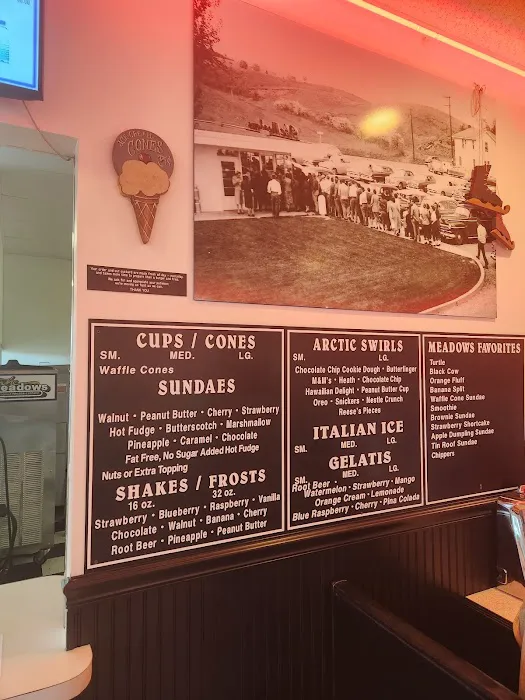 CONES
THANK YOU
Meadows
CUPS / CONES
SM. MED. LG.
Waffle Cones
SUNDAES
Walnut • Peanut Butter • Cherry • Strawberry
Hot Fudge • Butterscotch • Marshmallow
Pineapple • Caramel • Chocolate
Fat Free, No Sugar Added Hot Fudge
Nuts or Extra Topping
SHAKES / FROSTS
16 oz. 32 oz.
Strawberry • Blueberry • Raspberry • Vanilla
Chocolate • Walnut • Banana • Cherry
Root Beer • Pineapple • Peanut Butter
ARCTIC SWIRLS
SM. LG.
Chocolate Chip Cookie Dough • Butterfinger
M&M's • Heath • Chocolate Chip
Hawaiian Delight • Peanut Butter Cup
Oreo • Snickers • Nestle Crunch
Reese's Pieces
ITALIAN ICE
SM. MED. LG.
GELATIS
SM. MED. LG.
Root Beer • Watermelon • Strawberry • Mango
Orange Cream • Lemonade
Blue Raspberry • Cherry • Pina Colada
MEADOWS FAVORITES
Turtle
Black Cow
Orange Fluff
Banana Split
Waffle Cone Sundae
Smoothie
Brownie Sundae
Strawberry Shortcake
Apple Dumpling Sundae
Tin Roof Sundae
Chippers